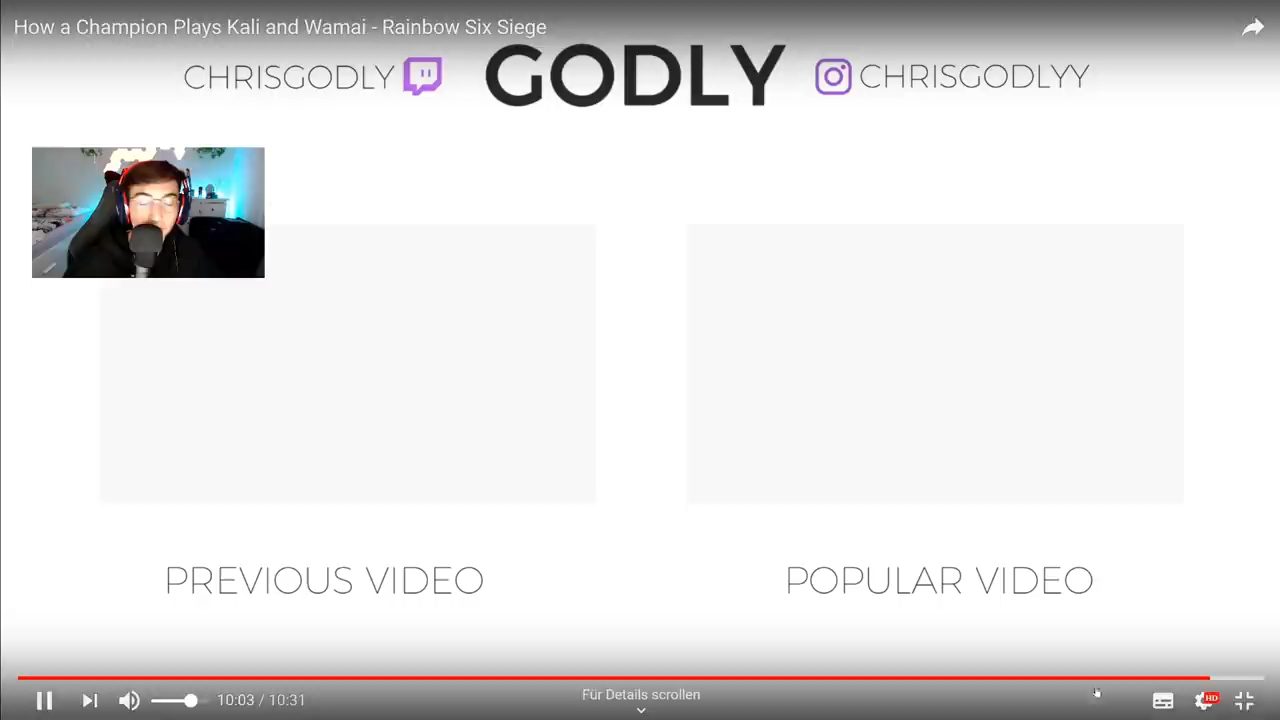 How a Champion Plays Kali and Wamai - Rainbow Six Siege
CHRISGODLY
GODLY
CHRISGODLYY
PREVIOUS VIDEO
POPULAR VIDEO
Für Details scrollen
10:03 / 10:31
HD